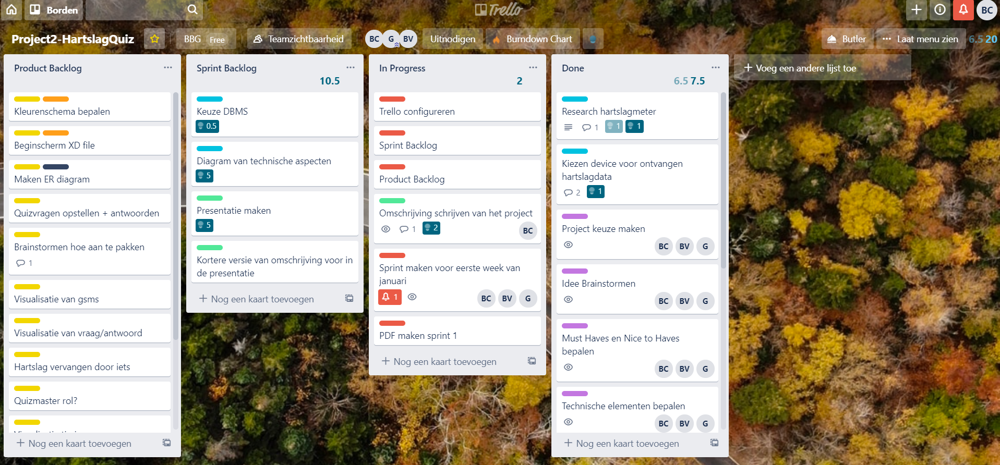 Borden
Trello
BC
Project2-HartslagQuiz
BBG Free
Teamzichtbaarheid
BC G BV
Uitnodigen
Burndown Chart
Butler
Laat menu zien
6.5 20
Product Backlog
Kleurenschema bepalen
Beginscherm XD file
Maken ER diagram
Quizvragen opstellen + antwoorden
Brainstormen hoe aan te pakken
1
Visualisatie van gsms
Visualisatie van vraag/antwoord
Hartslag vervangen door iets
Quizmaster rol?
+ Nog een kaart toevoegen
Sprint Backlog
10.5
Keuze DBMS
0.5
Diagram van technische aspecten
5
Presentatie maken
5
Kortere versie van omschrijving voor in
de presentatie
+ Nog een kaart toevoegen
In Progress
2
Trello configureren
Sprint Backlog
Product Backlog
Omschrijving schrijven van het project
1 2
BC
Sprint maken voor eerste week van
januari
1
BC BV G
PDF maken sprint 1
+ Nog een kaart toevoegen
Done
6.5 7.5
Research hartslagmeter
1 1 1
Kiezen device voor ontvangen
hartslagdata
2 1
Project keuze maken
BC BV G
Idee Brainstormen
BC BV G
Must Haves en Nice to Haves
bepalen
BC BV G
Technische elementen bepalen
BC BV G
+ Nog een kaart toevoegen
+ Voeg een andere lijst toe